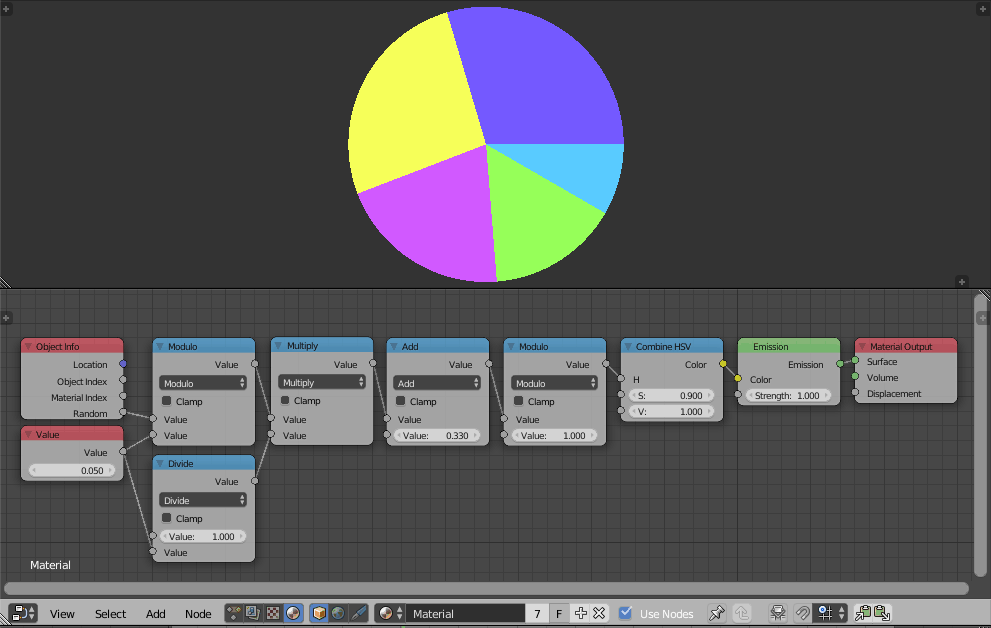 Object Info
Location
Object Index
Material Index
Random
Value
Value
0.050
Modulo
Value
Modulo
Clamp
Value
Value
Divide
Value
Divide
Clamp
Value: 1.000
Value
Multiply
Value
Multiply
Clamp
Value
Value
Add
Value
Add
Clamp
Value
Value: 0.330
Modulo
Value
Modulo
Clamp
Value
Value: 1.000
Combine HSV
Color
H
S: 0.900
V: 1.000
Emission
Emission
Color
Strength: 1.000
Material Output
Surface
Volume
Displacement
Material
View Select Add Node Material 7 F Use Nodes